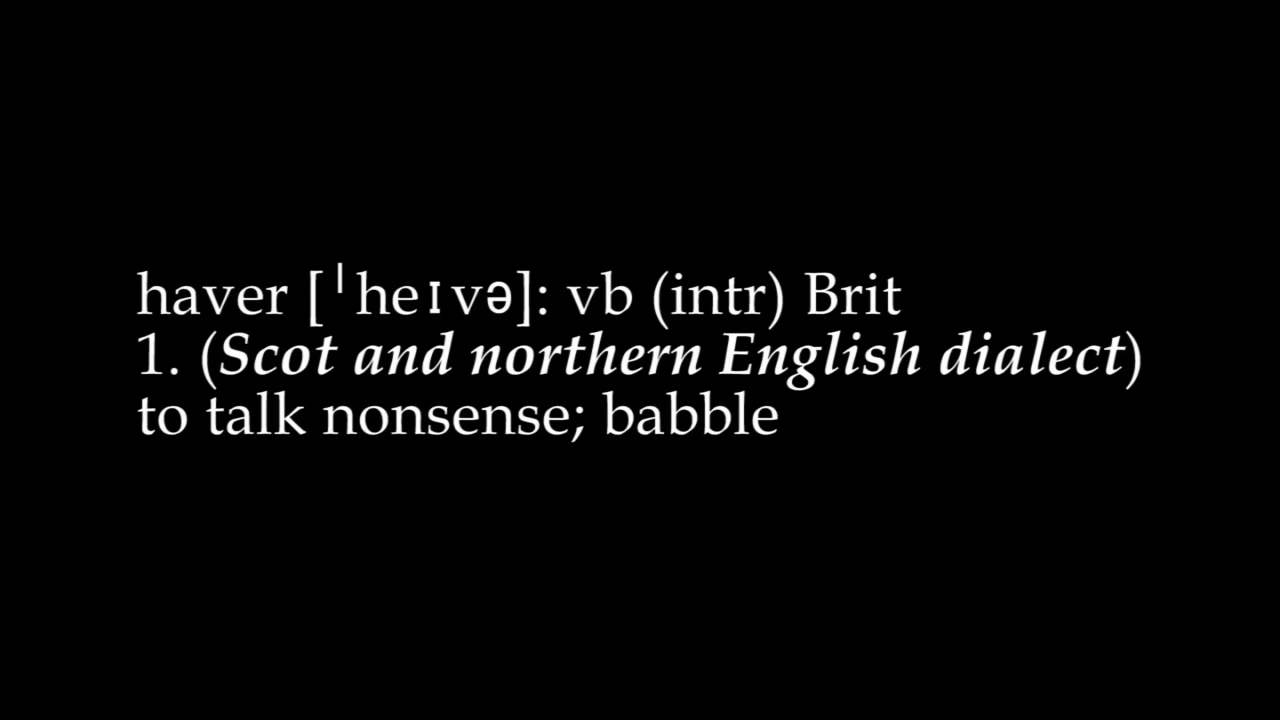 haver [ˈheɪvə]: vb (intr) Brit
1. (Scot and northern English dialect)
to talk nonsense; babble